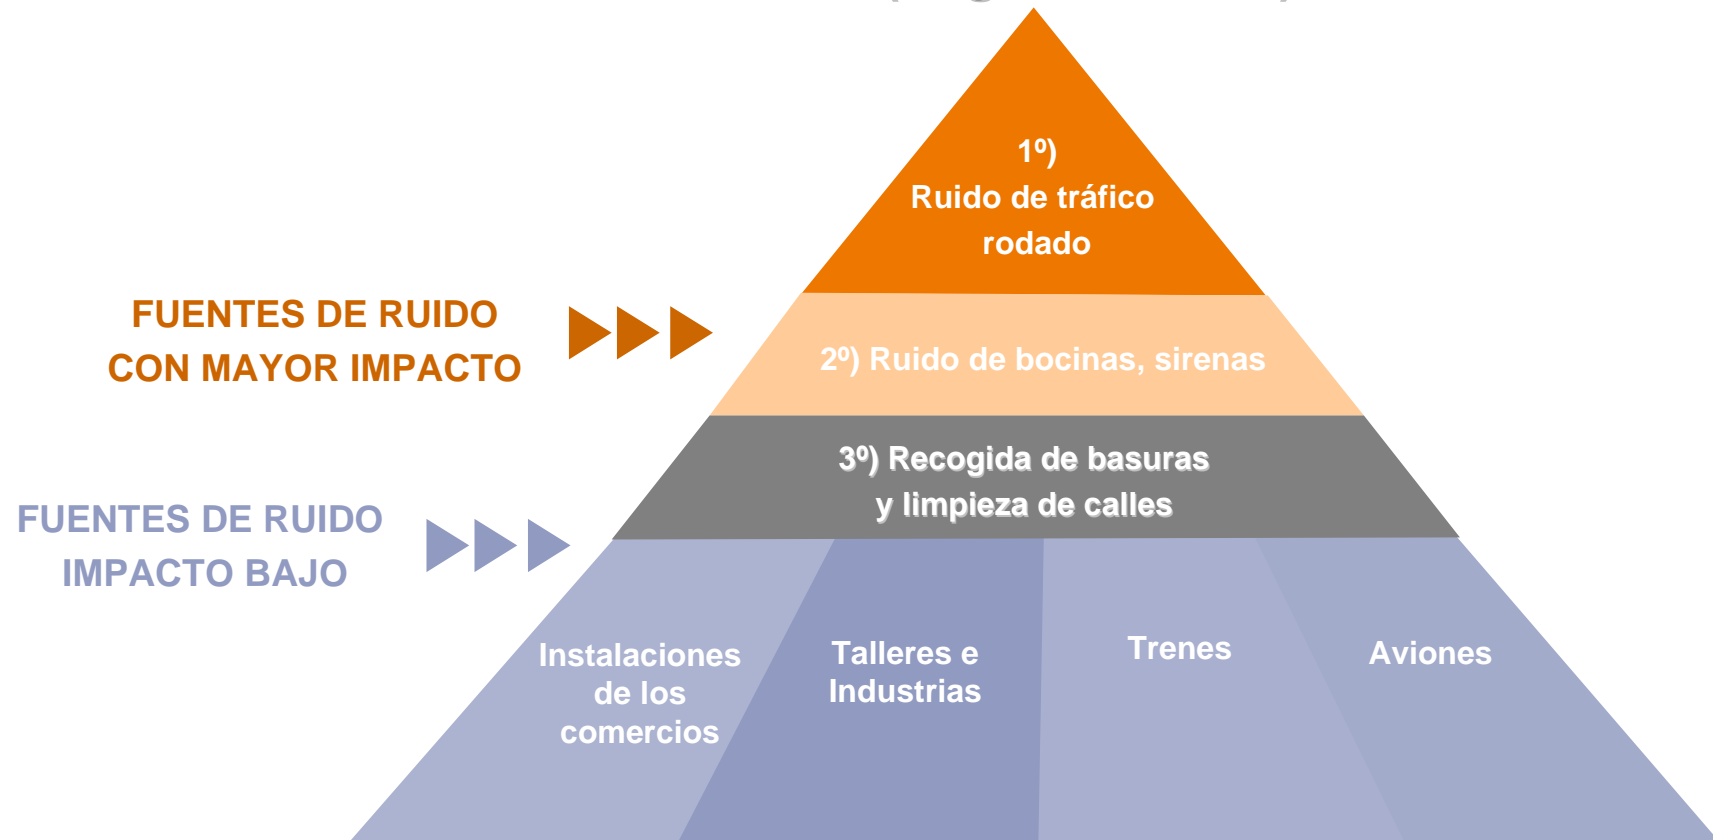 1º)
Ruido de tráfico
rodado
FUENTES DE RUIDO
CON MAYOR IMPACTO
2º) Ruido de bocinas, sirenas
3º) Recogida de basuras
y limpieza de calles
FUENTES DE RUIDO
IMPACTO BAJO
Instalaciones
de los
comercios
Talleres e
Industrias
Trenes
Aviones